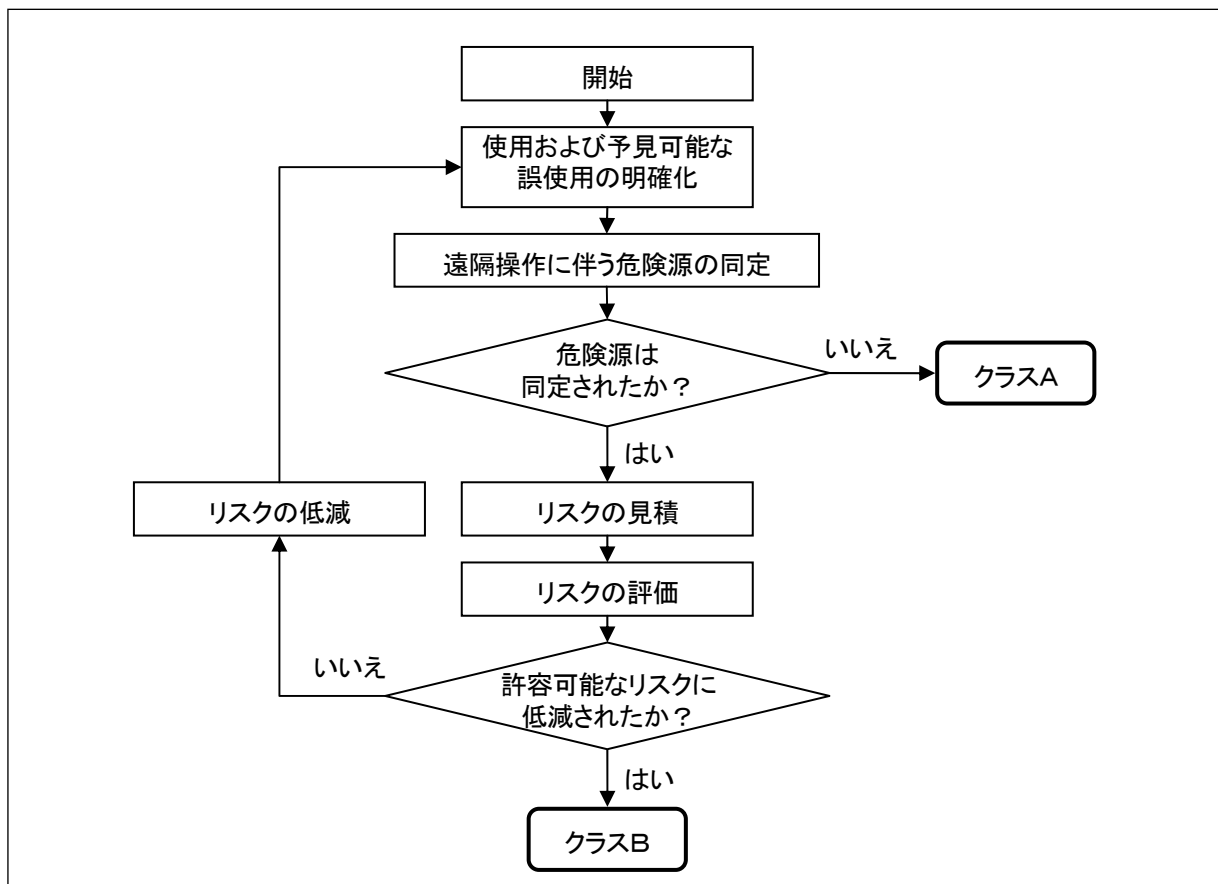 開始
使用および予見可能な
誤使用の明確化
遠隔操作に伴う危険源の同定
危険源は
同定されたか？
いいえ
クラスＡ
はい
リスクの低減
リスクの見積
リスクの評価
いいえ
許容可能なリスクに
低減されたか？
はい
クラスＢ